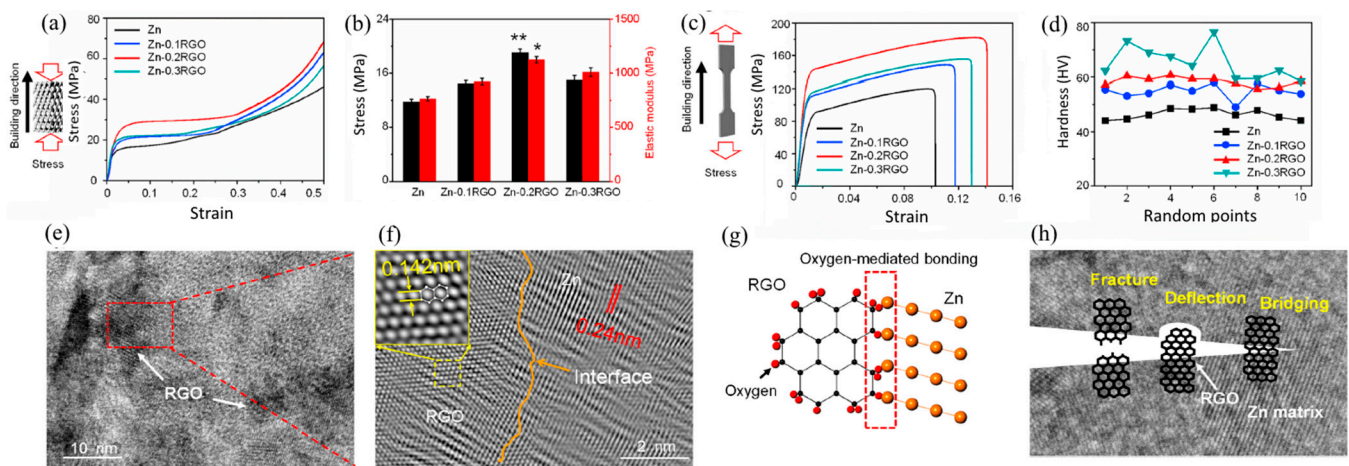 (a)
Building direction
Stress
Stress (MPa)
80
60
40
20
0
Zn
Zn-0.1RGO
Zn-0.2RGO
Zn-0.3RGO
0.0 0.1 0.2 0.3 0.4 0.5
Strain
(b)
Stress (MPa)
24
16
8
0
** *
Zn Zn-0.1RGO Zn-0.2RGO Zn-0.3RGO
1500
1000
500
0
Elastic modulus (MPa)
(c)
Building direction
Stress
Stress (MPa)
200
160
120
80
40
0
Zn
Zn-0.1RGO
Zn-0.2RGO
Zn-0.3RGO
0.00 0.04 0.08 0.12 0.16
Strain
(d)
Hardness (HV)
80
60
40
20
Zn
Zn-0.1RGO
Zn-0.2RGO
Zn-0.3RGO
2 4 6 8 10
Random points
(e)
RGO
10 nm
(f)
0.142nm
Zn
0.24nm
Interface
RGO
2 nm
(g)
Oxygen-mediated bonding
RGO
Zn
Oxygen
(h)
Fracture
Deflection
Bridging
RGO
Zn matrix